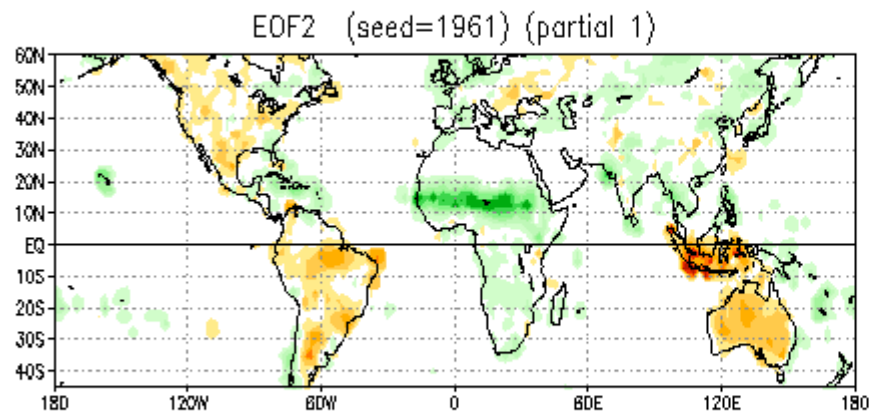 EOF2 (seed=1961) (partial 1)
60N
50N
40N
30N
20N
10N
EQ
10S
20S
30S
40S
180 120W 60W 0 60E 120E 180